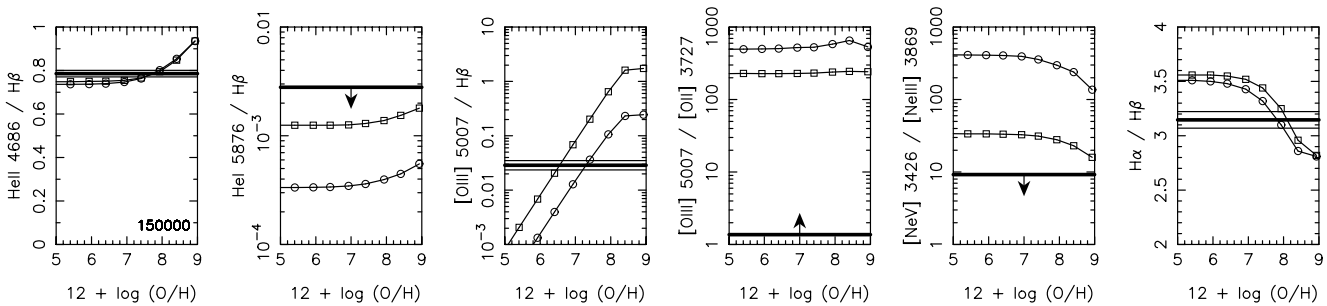 HeII 4686 / Hβ
0
0.2
0.4
0.6
0.8
1
150000
5 6 7 8 9
12 + log (O/H)
HeI 5876 / Hβ
10⁻⁴
10⁻³
0.01
5 6 7 8 9
12 + log (O/H)
[OIII] 5007 / Hβ
10⁻³
0.01
0.1
1
10
5 6 7 8 9
12 + log (O/H)
[OIII] 5007 / [OII] 3727
1
10
100
1000
5 6 7 8 9
12 + log (O/H)
[NeV] 3426 / [NeIII] 3869
1
10
100
1000
5 6 7 8 9
12 + log (O/H)
Hα / Hβ
2
2.5
3
3.5
4
5 6 7 8 9
12 + log (O/H)